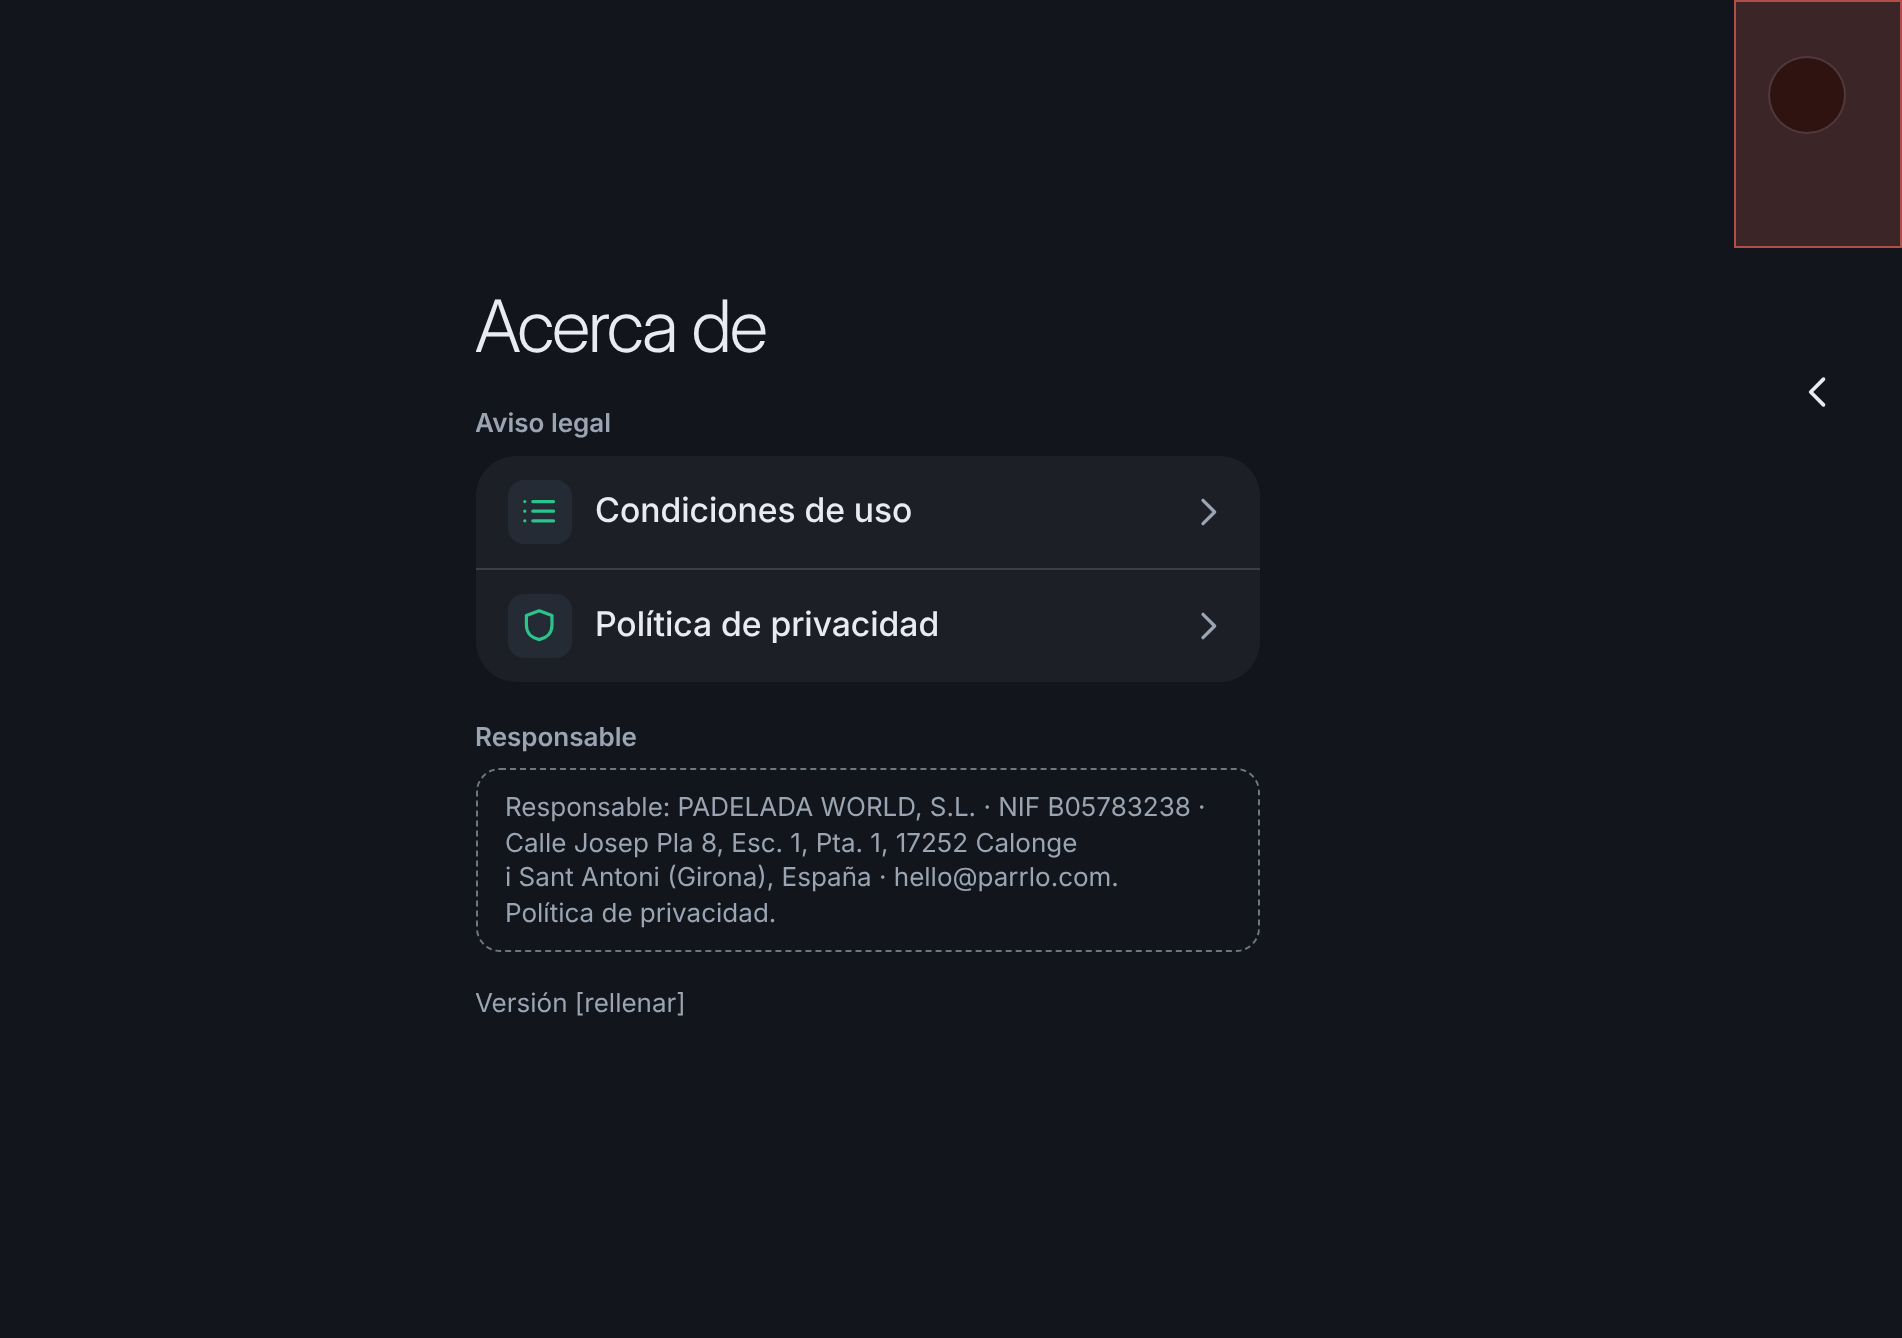 Acerca de
Aviso legal
Condiciones de uso
Política de privacidad
Responsable
Responsable: PADELADA WORLD, S.L. · NIF B05783238 ·
Calle Josep Pla 8, Esc. 1, Pta. 1, 17252 Calonge
i Sant Antoni (Girona), España · hello@parrlo.com.
Política de privacidad.
Versión [rellenar]